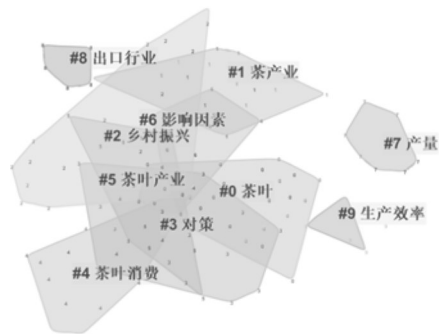 #8 出口行业
#1 茶产业
#6 影响因素
#2 乡村振兴
#7 产量
#5 茶叶产业
#0 茶叶
#3 对策
#9 生产效率
#4 茶叶消费